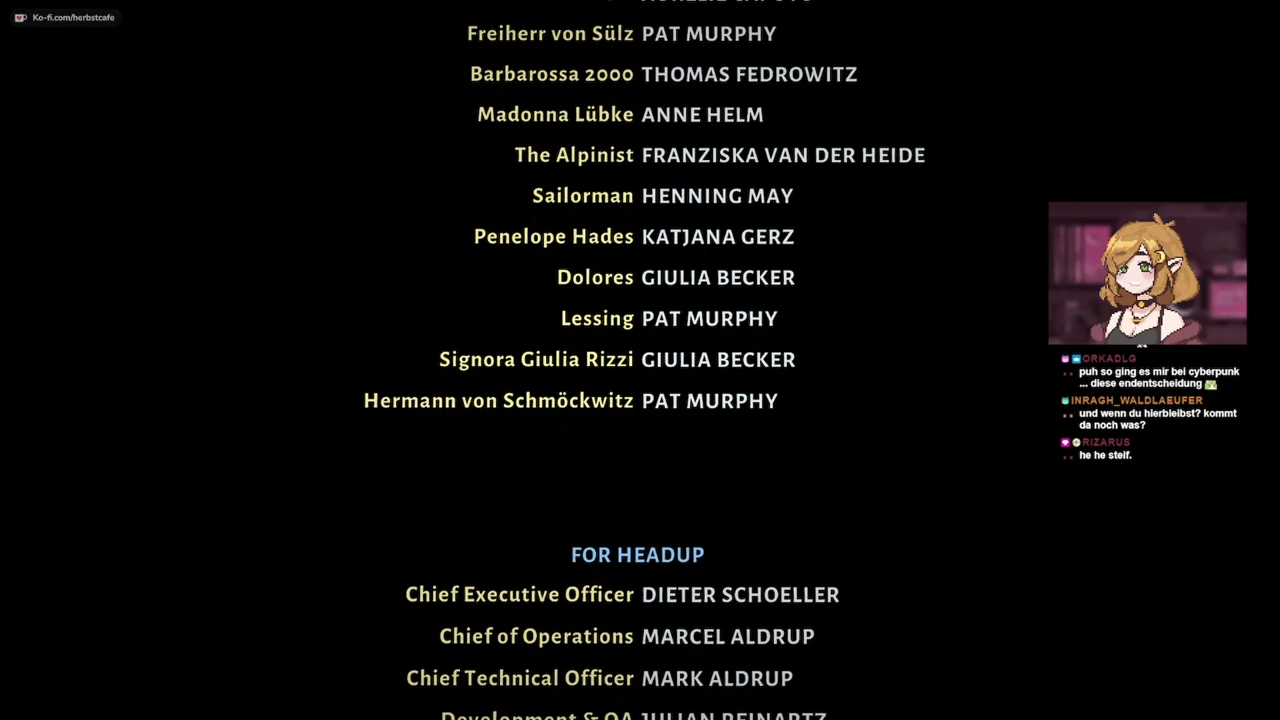 Ko-fi.com/herbstcafe
Freiherr von Sülz PAT MURPHY
Barbarossa 2000 THOMAS FEDROWITZ
Madonna Lübke ANNE HELM
The Alpinist FRANZISKA VAN DER HEIDE
Sailorman HENNING MAY
Penelope Hades KATJANA GERZ
Dolores GIULIA BECKER
Lessing PAT MURPHY
Signora Giulia Rizzi GIULIA BECKER
Hermann von Schmöckwitz PAT MURPHY
FOR HEADUP
Chief Executive Officer DIETER SCHOELLER
Chief of Operations MARCEL ALDRUP
Chief Technical Officer MARK ALDRUP
Development & QA JULIAN REINARTZ
ORKADLG
puh so ging es mir bei cyberpunk
... diese endentscheidung
INRAGH_WALDLAEUFER
und wenn du hierbleibst? kommt
da noch was?
RIZARUS
he he steif.